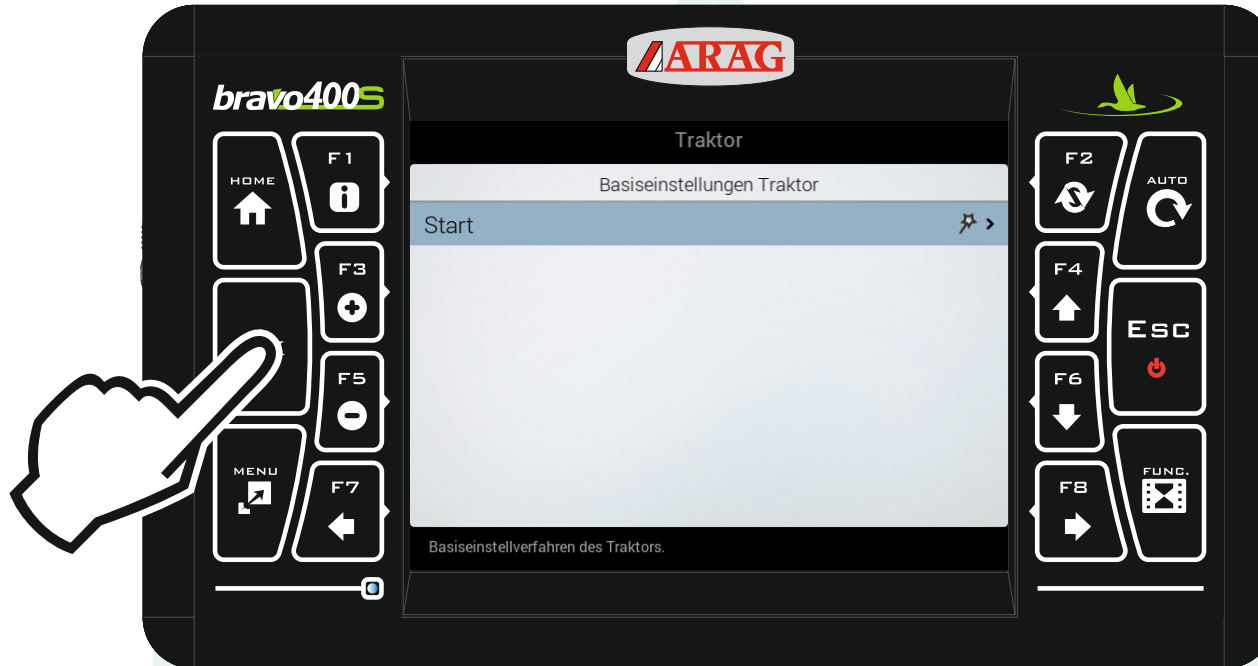 ARAG
bravo400S
HOME
F1
F3
F5
MENU
F7
Traktor
Basiseinstellungen Traktor
Start
Basiseinstellverfahren des Traktors.
F2
AUTO
F4
Esc
F6
FUNC.
F8